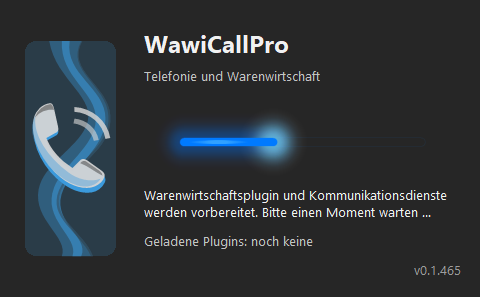 WawiCallPro
Telefonie und Warenwirtschaft
Warenwirtschaftsplugin und Kommunikationsdienste
werden vorbereitet. Bitte einen Moment warten ...
Geladene Plugins: noch keine
v0.1.465